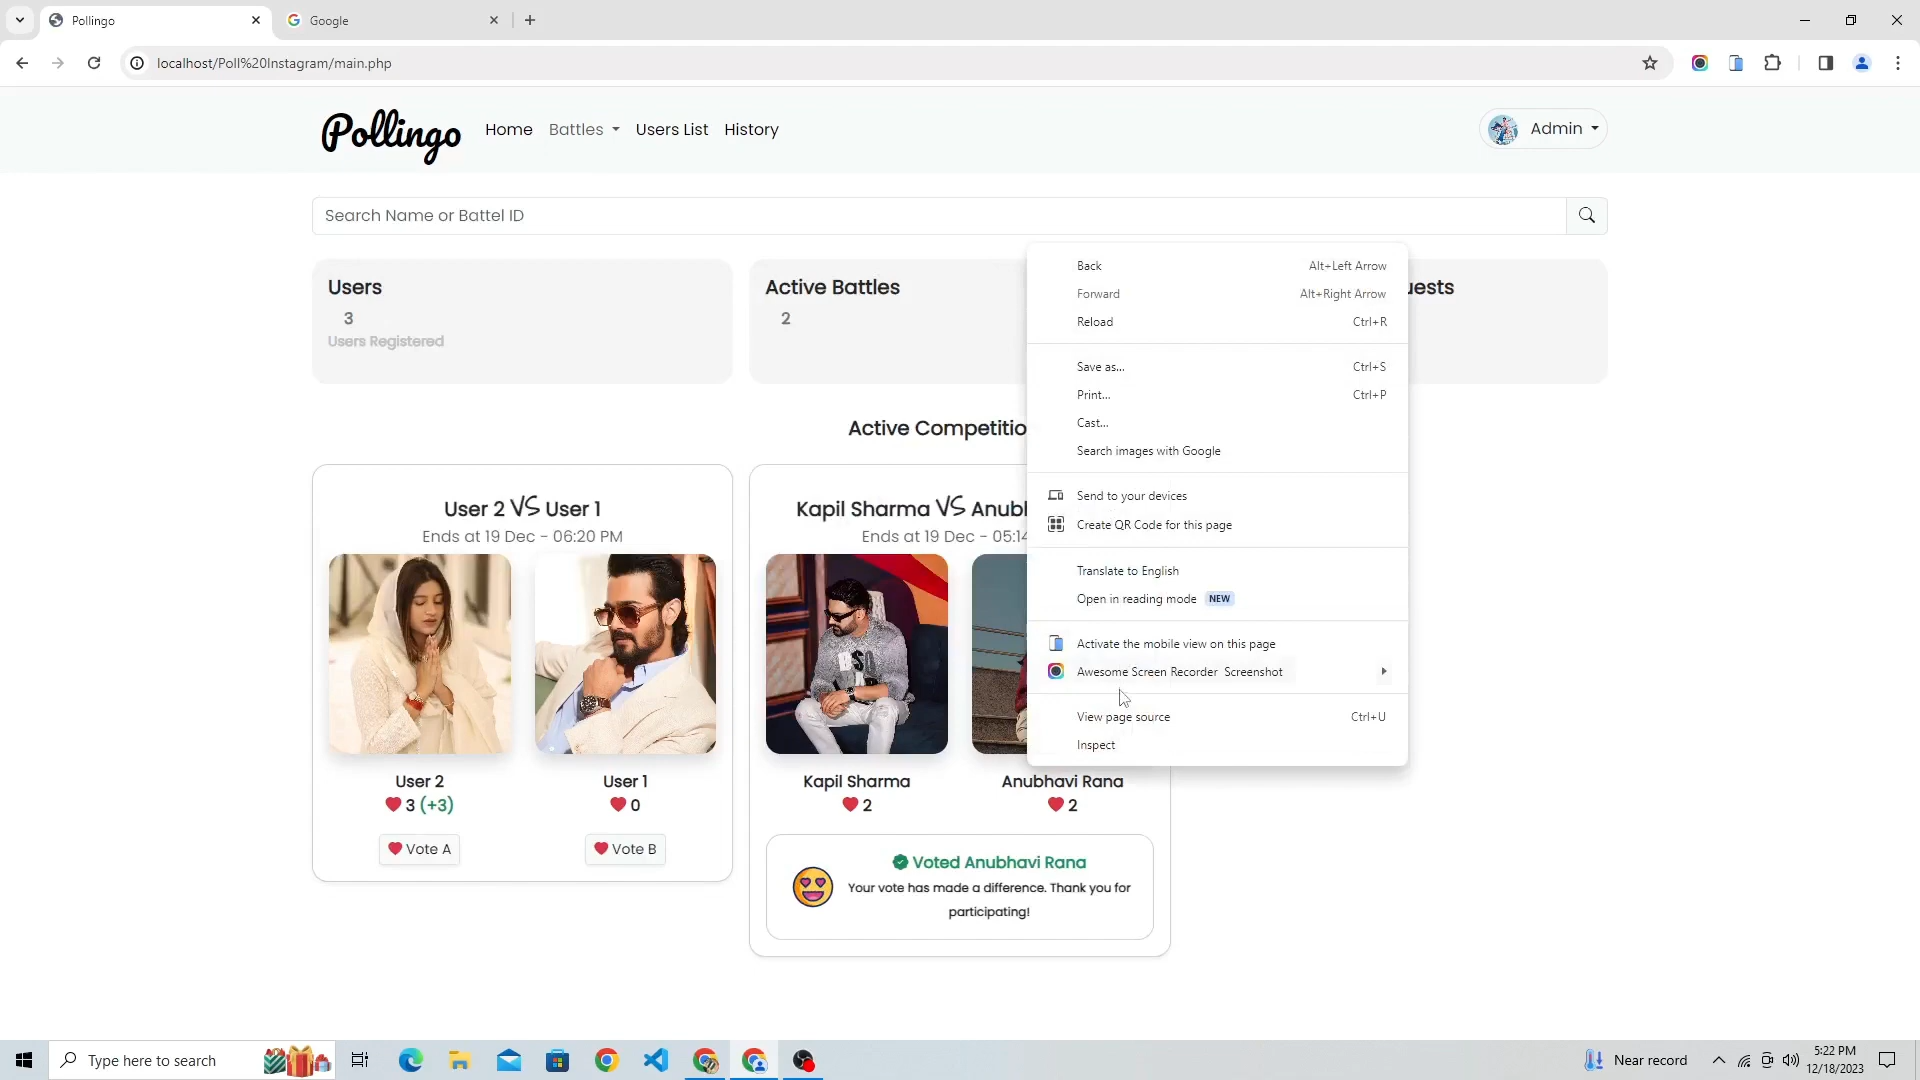 Pollingo
Google
localhost/Poll%20Instagram/main.php
Pollingo
Home
Battles
Users List
History
Admin
Search Name or Battel ID
Users
3
Users Registered
Active Battles
2
uests
Back Alt+Left Arrow
Forward Alt+Right Arrow
Reload Ctrl+R
Save as... Ctrl+S
Print... Ctrl+P
Cast...
Search images with Google
Send to your devices
Create QR Code for this page
Translate to English
Open in reading mode NEW
Activate the mobile view on this page
Awesome Screen Recorder Screenshot
View page source Ctrl+U
Inspect
Active Competitio
User 2 VS User 1
Ends at 19 Dec - 06:20 PM
User 2
3 (+3)
Vote A
User 1
0
Vote B
Kapil Sharma VS Anubh
Ends at 19 Dec - 05:14
BSQ
Kapil Sharma
2
Anubhavi Rana
2
Voted Anubhavi Rana
Your vote has made a difference. Thank you for
participating!
Type here to search
Near record
5:22 PM
12/18/2023